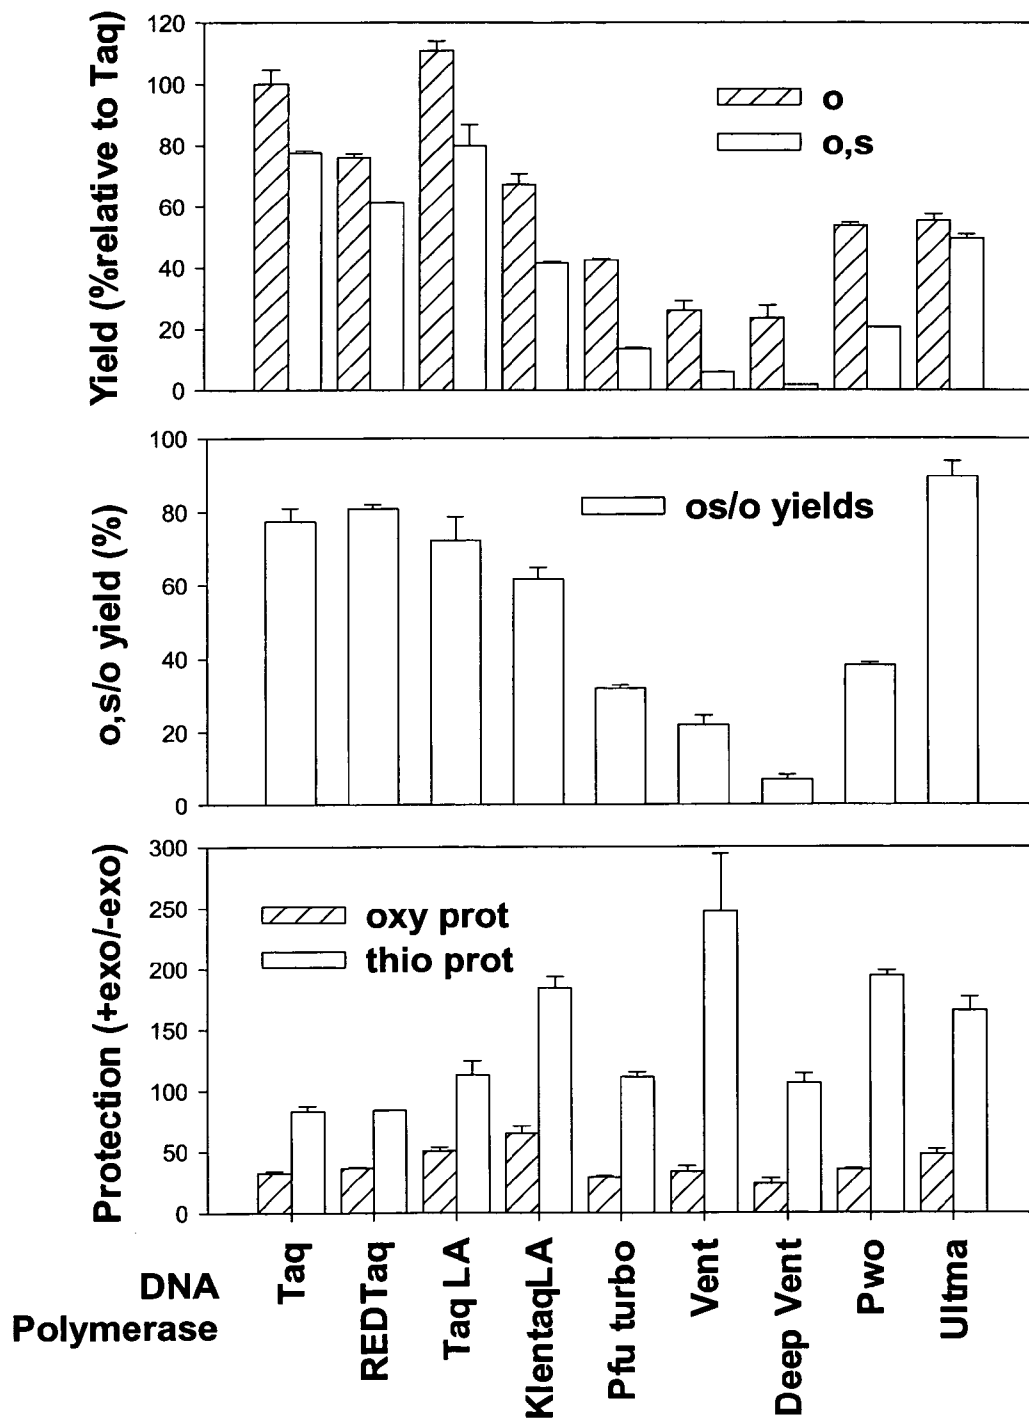 Yield (%relative to Taq)
120
100
80
60
40
20
0
o
o,s
o,s/o yield (%)
100
80
60
40
20
0
os/o yields
Protection (+exo/-exo)
300
250
200
150
100
50
0
oxy prot
thio prot
DNA
Polymerase
Taq
REDTaq
Taq LA
KlentaqLA
Pfu turbo
Vent
Deep Vent
Pwo
Ultma